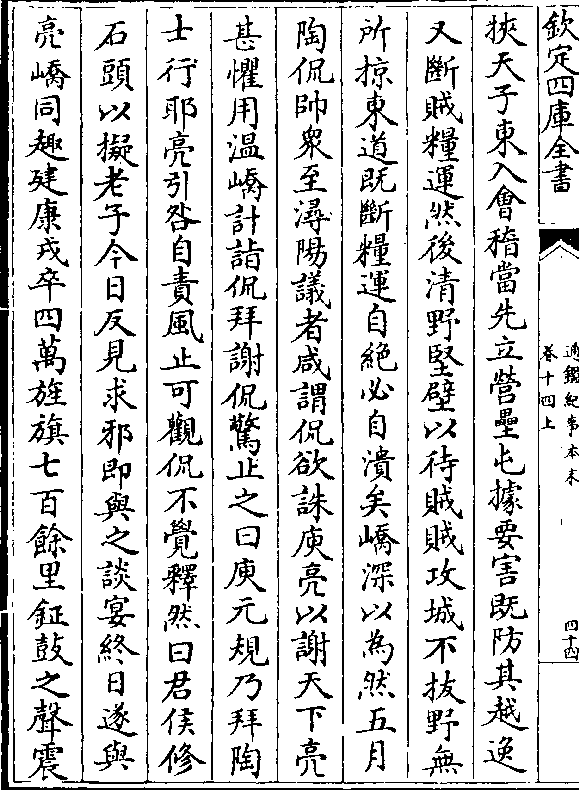 欽定四庫全書
通鑑紀事本末
卷十四上
四十四
挾天子東入會稽當先立營壘屯據要害既防其越逸
又斷賊糧運然後清野堅壁以待賊賊攻城不拔野無
所掠東道既斷糧運自絶必自潰矣嶠深以為然五月
陶侃帥衆至潯陽議者咸謂侃欲誅庾亮以謝天下亮
甚懼用温嶠計詣侃拜謝侃驚止之曰庾元規乃拜陶
士行耶亮引咎自責風止可觀侃不覺釋然曰君侯修
石頭以擬老子今日反見求邪即與之談宴終日遂與
亮嶠同趣建康戎卒四萬旌旗七百餘里鉦鼓之聲震